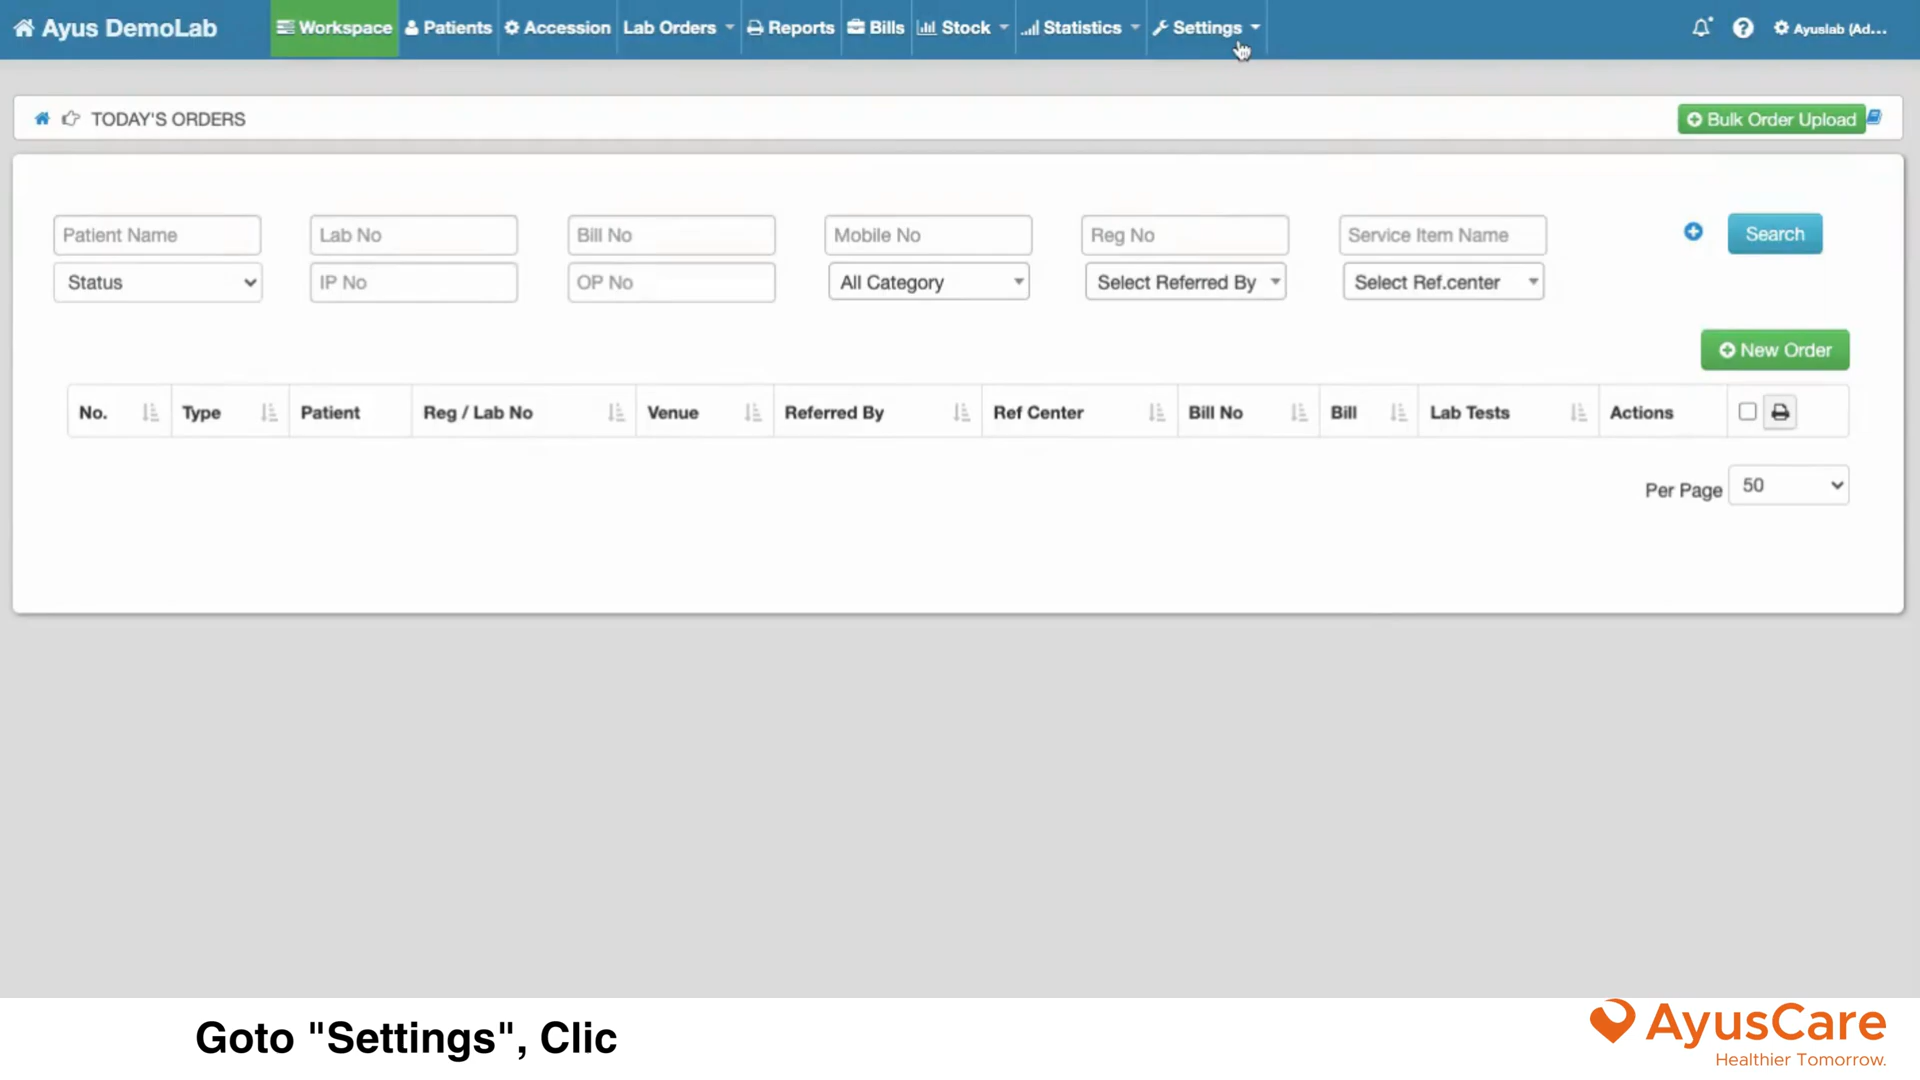 Ayus DemoLab Workspace Patients Accession Lab Orders Reports Bills Stock Statistics Settings Ayuslab (Ad...
TODAY'S ORDERS Bulk Order Upload
Patient Name Lab No Bill No Mobile No Reg No Service Item Name Search
Status IP No OP No All Category Select Referred By Select Ref.center
New Order
No. Type Patient Reg / Lab No Venue Referred By Ref Center Bill No Bill Lab Tests Actions
Per Page 50
Goto "Settings", Clic
AyusCare
Healthier Tomorrow.